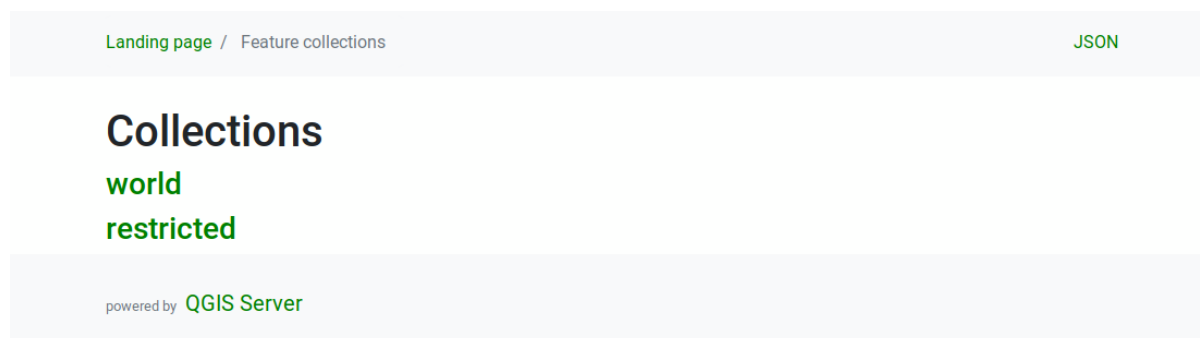 Landing page / Feature collections JSON
Collections
world
restricted
powered by QGIS Server